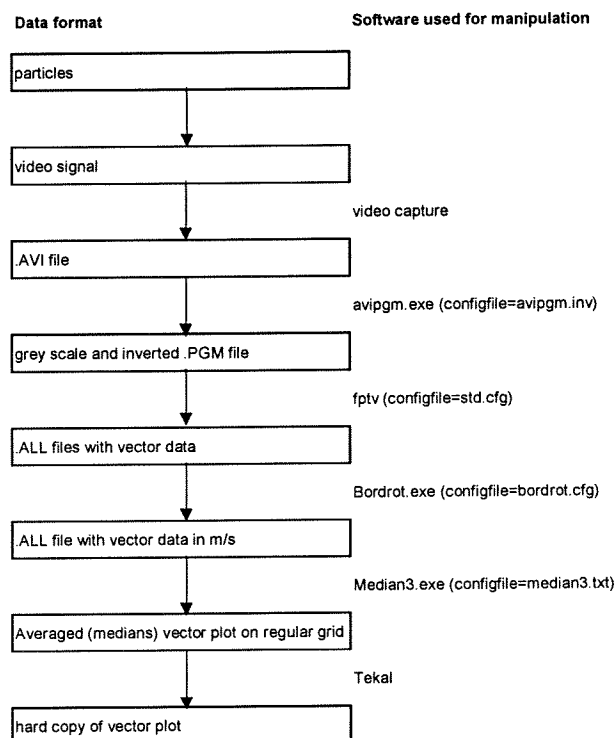 Data format
Software used for manipulation
particles
video signal
video capture
.AVI file
avipgm.exe (configfile=avipgm.inv)
grey scale and inverted .PGM file
fptv (configfile=std.cfg)
.ALL files with vector data
Bordrot.exe (configfile=bordrot.cfg)
.ALL file with vector data in m/s
Median3.exe (configfile=median3.txt)
Averaged (medians) vector plot on regular grid
Tekal
hard copy of vector plot